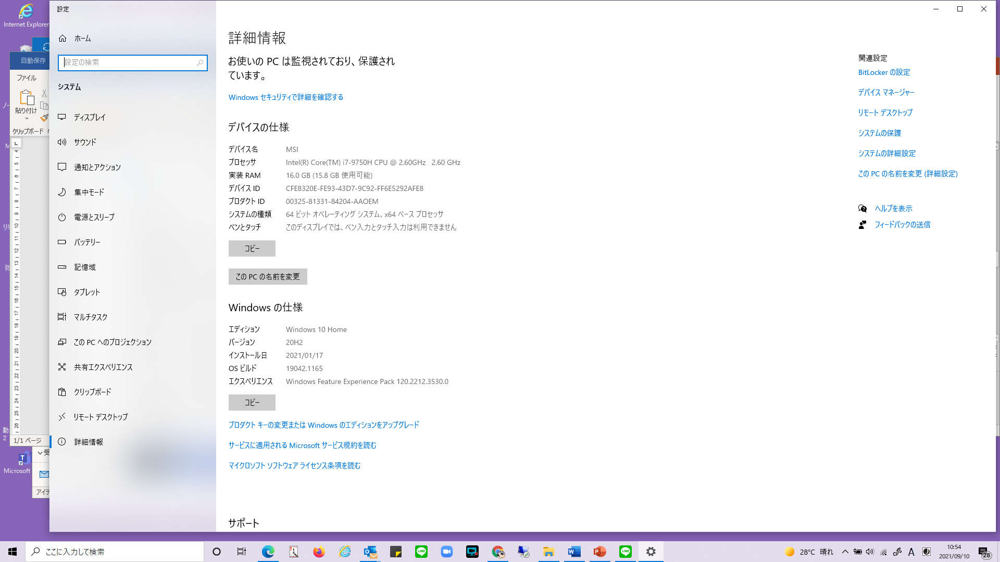 Internet Explorer
自動保存
ファイル
貼り付け
クリップボード
1/1 ページ
Microsoft
設定
ホーム
設定の検索
システム
ディスプレイ
サウンド
通知とアクション
集中モード
電源とスリープ
バッテリー
記憶域
タブレット
マルチタスク
この PC へのプロジェクション
共有エクスペリエンス
クリップボード
リモート デスクトップ
詳細情報
詳細情報
お使いの PC は監視されており、保護され
ています。
Windows セキュリティで詳細を確認する
デバイスの仕様
デバイス名 MSI
プロセッサ Intel(R) Core(TM) i7-9750H CPU @ 2.60GHz 2.60 GHz
実装 RAM 16.0 GB (15.8 GB 使用可能)
デバイス ID CFE8320E-FE93-43D7-9C92-FF6E5292AFE8
プロダクト ID 00325-81331-84204-AAOEM
システムの種類 64 ビット オペレーティング システム、x64 ベース プロセッサ
ペンとタッチ このディスプレイでは、ペン入力とタッチ入力は利用できません
コピー
この PC の名前を変更
Windows の仕様
エディション Windows 10 Home
バージョン 20H2
インストール日 2021/01/17
OS ビルド 19042.1165
エクスペリエンス Windows Feature Experience Pack 120.2212.3530.0
コピー
プロダクト キーの変更または Windows のエディションをアップグレード
サービスに適用される Microsoft サービス規約を読む
マイクロソフト ソフトウェア ライセンス条項を読む
サポート
関連設定
BitLocker の設定
デバイス マネージャー
リモート デスクトップ
システムの保護
システムの詳細設定
この PC の名前を変更 (詳細設定)
ヘルプを表示
フィードバックの送信
ここに入力して検索
28°C 晴れ
A
10:54
2021/09/10
28